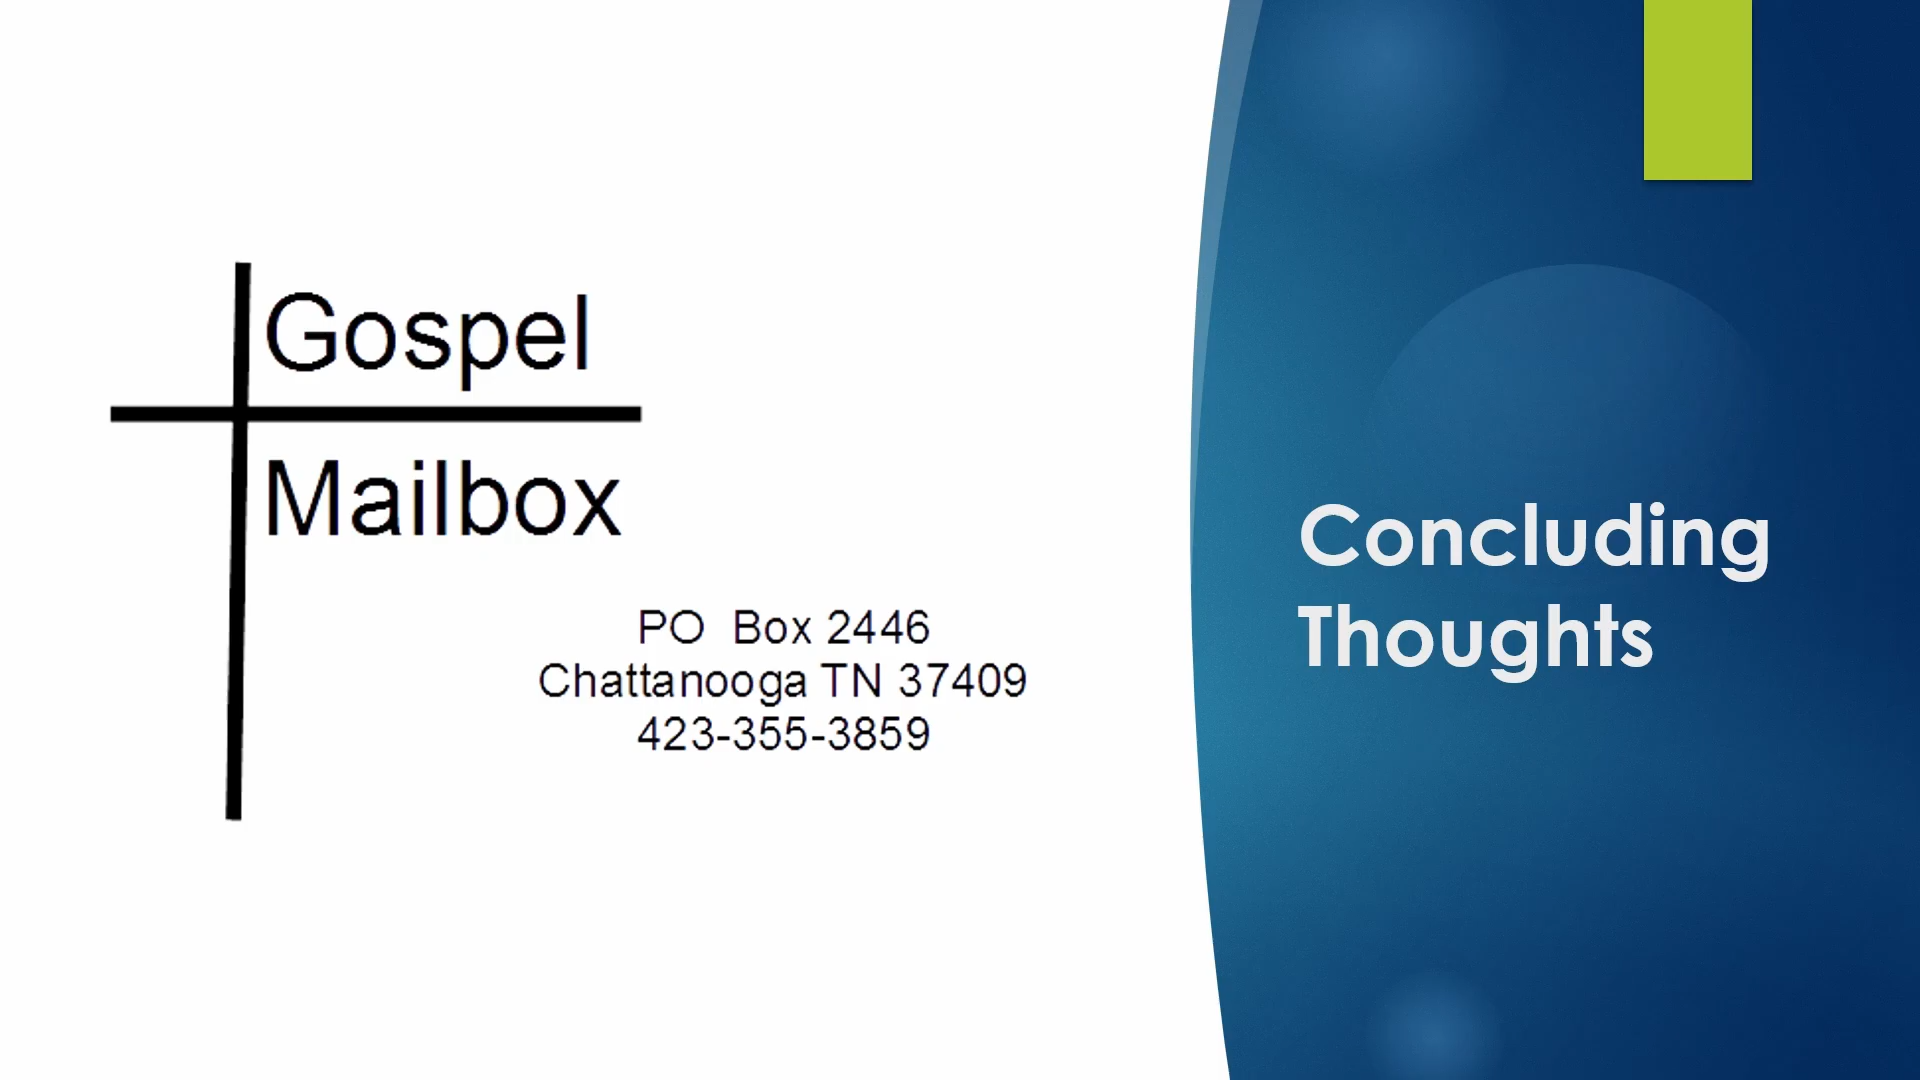 Gospel
Mailbox
PO Box 2446
Chattanooga TN 37409
423-355-3859
Concluding
Thoughts